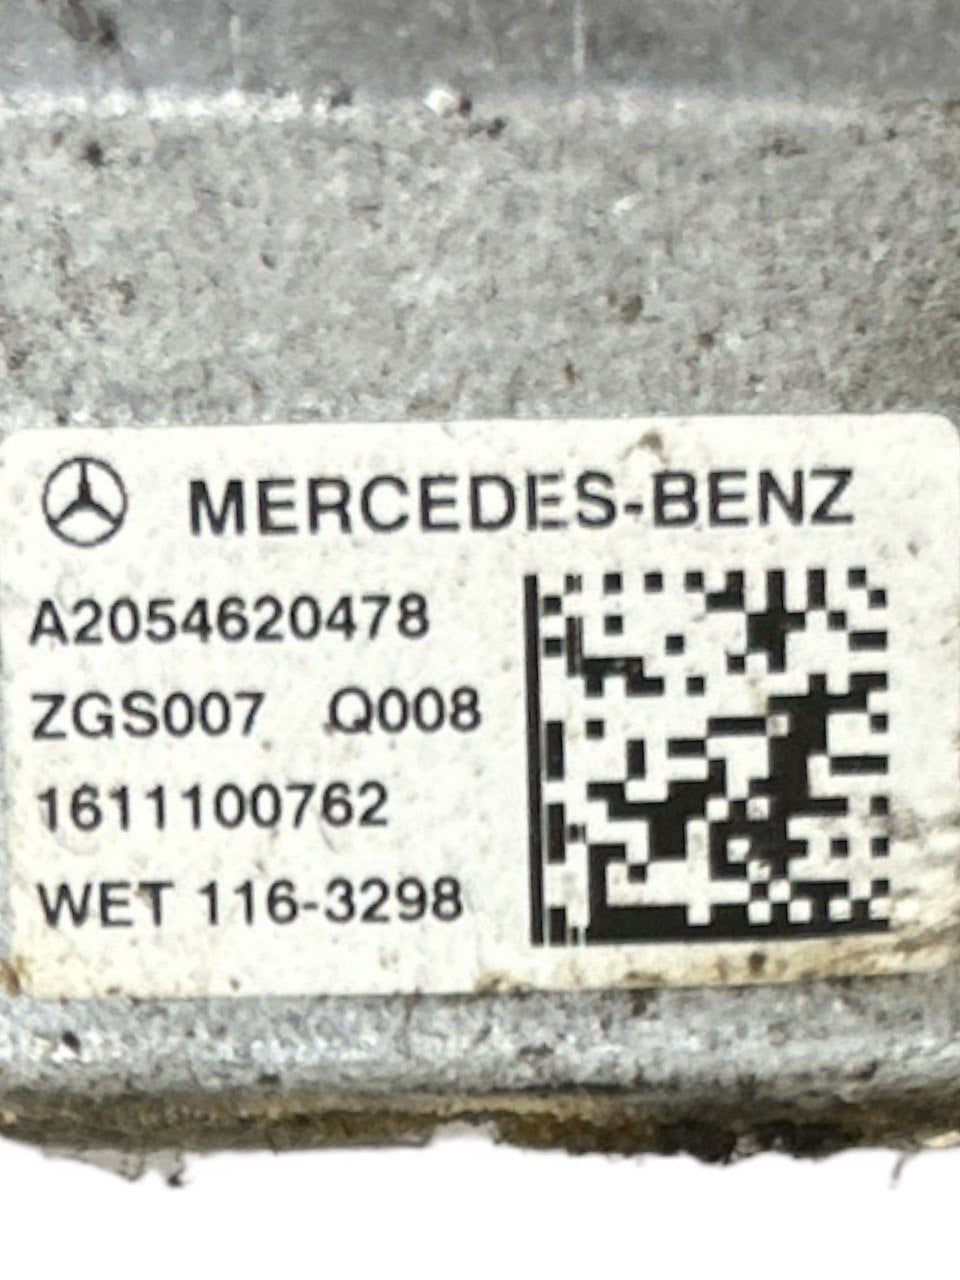 MERCEDES-BENZ
A2054620478
ZGS007 Q008
1611100762
WET 116-3298